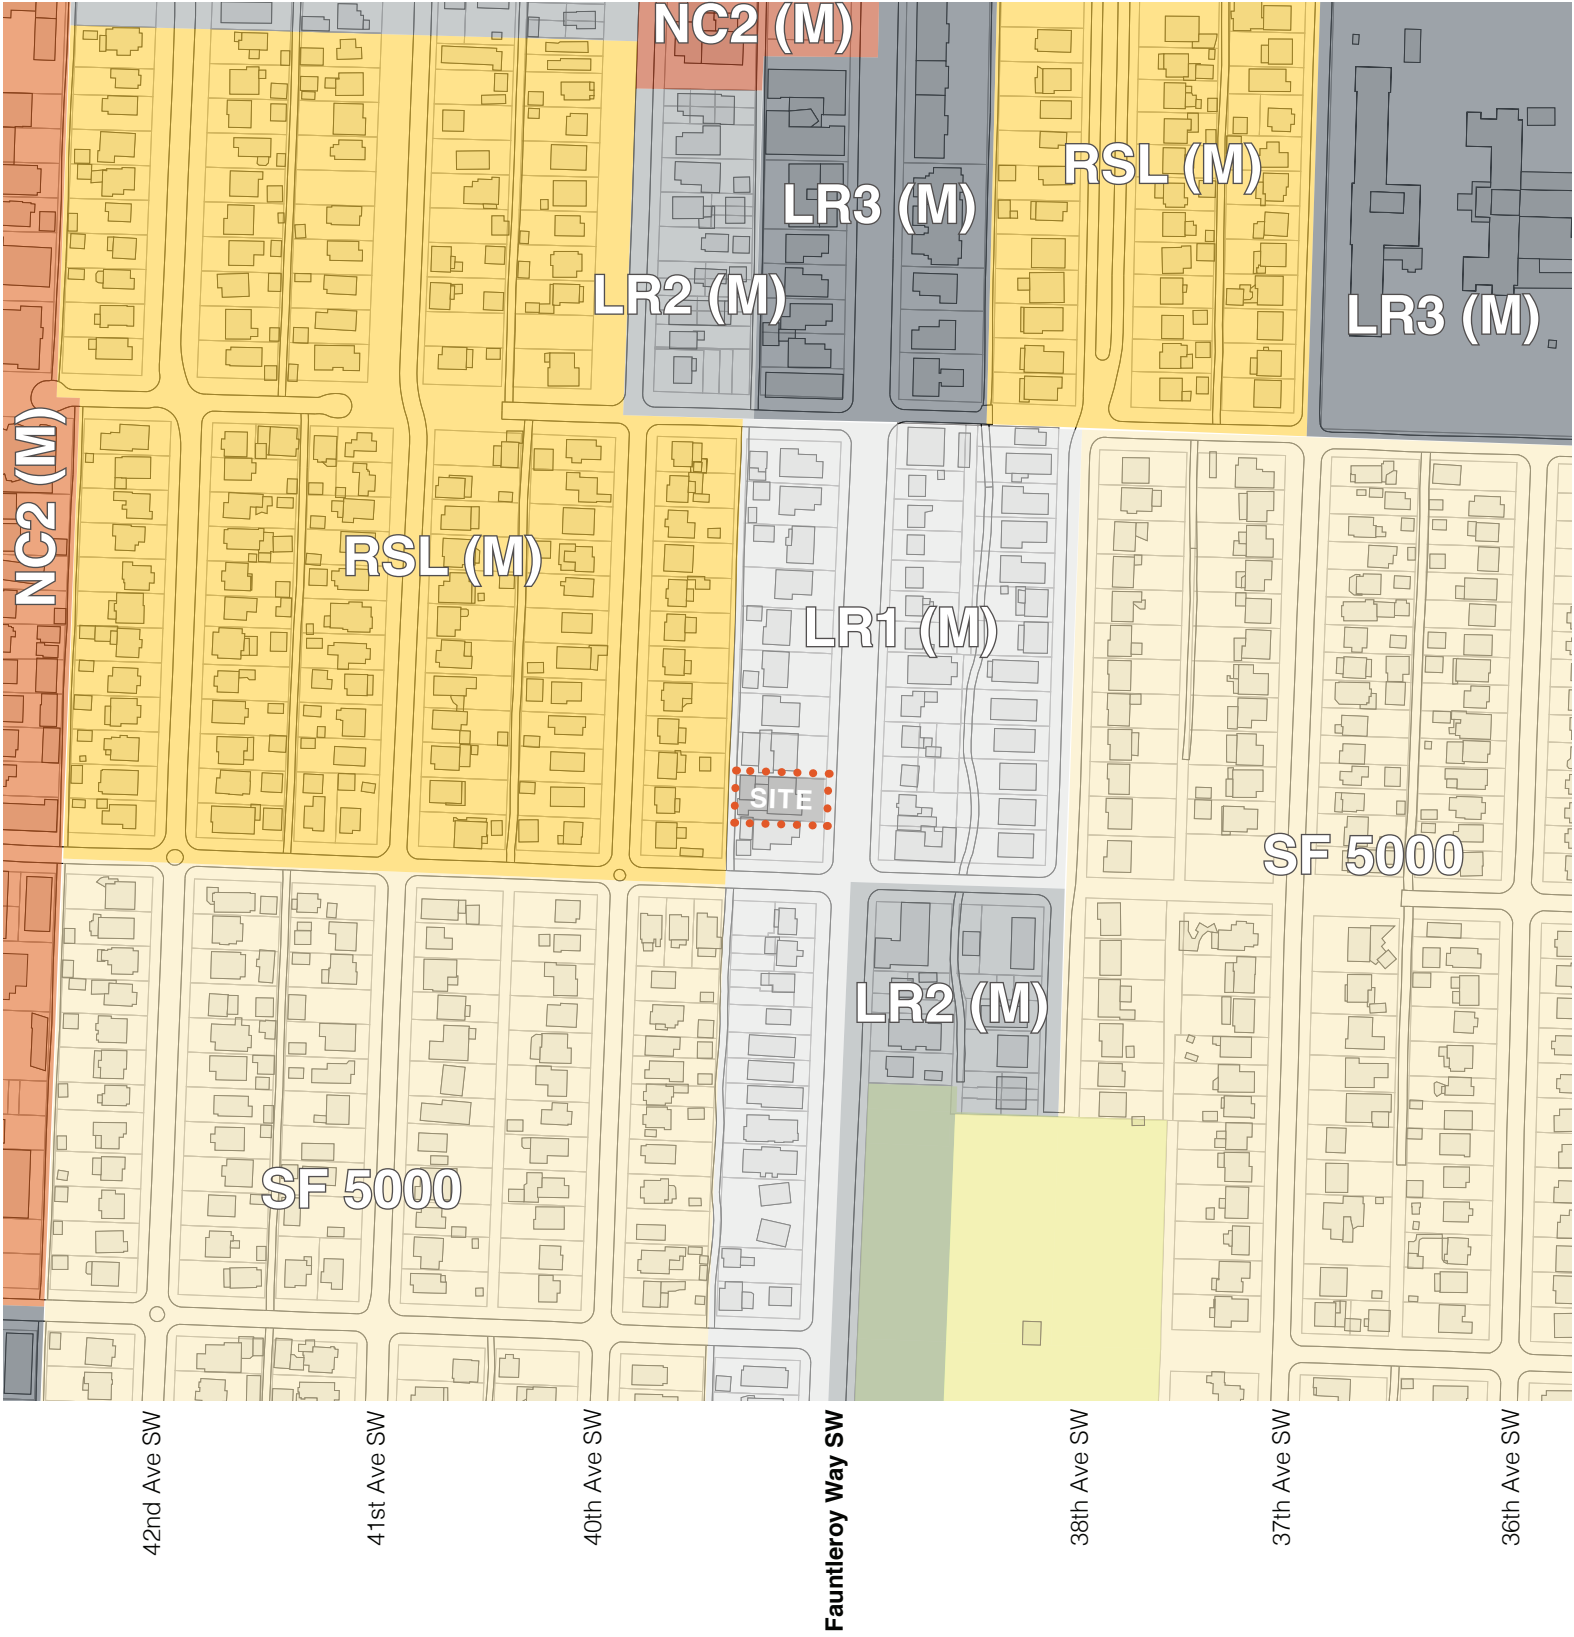 NC2 (M)
RSL (M)
LR3 (M)
LR2 (M)
LR3 (M)
NC2 (M)
RSL (M)
LR1 (M)
SITE
SF 5000
LR2 (M)
SF 5000
42nd Ave SW
41st Ave SW
40th Ave SW
Fauntleroy Way SW
38th Ave SW
37th Ave SW
36th Ave SW